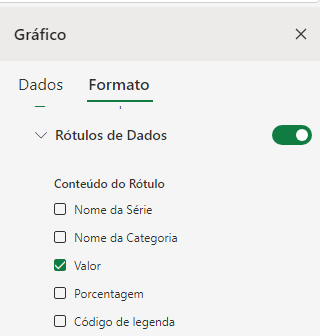 Gráfico
Dados Formato
Rótulos de Dados
Conteúdo do Rótulo
Nome da Série
Nome da Categoria
Valor
Porcentagem
Código de legenda